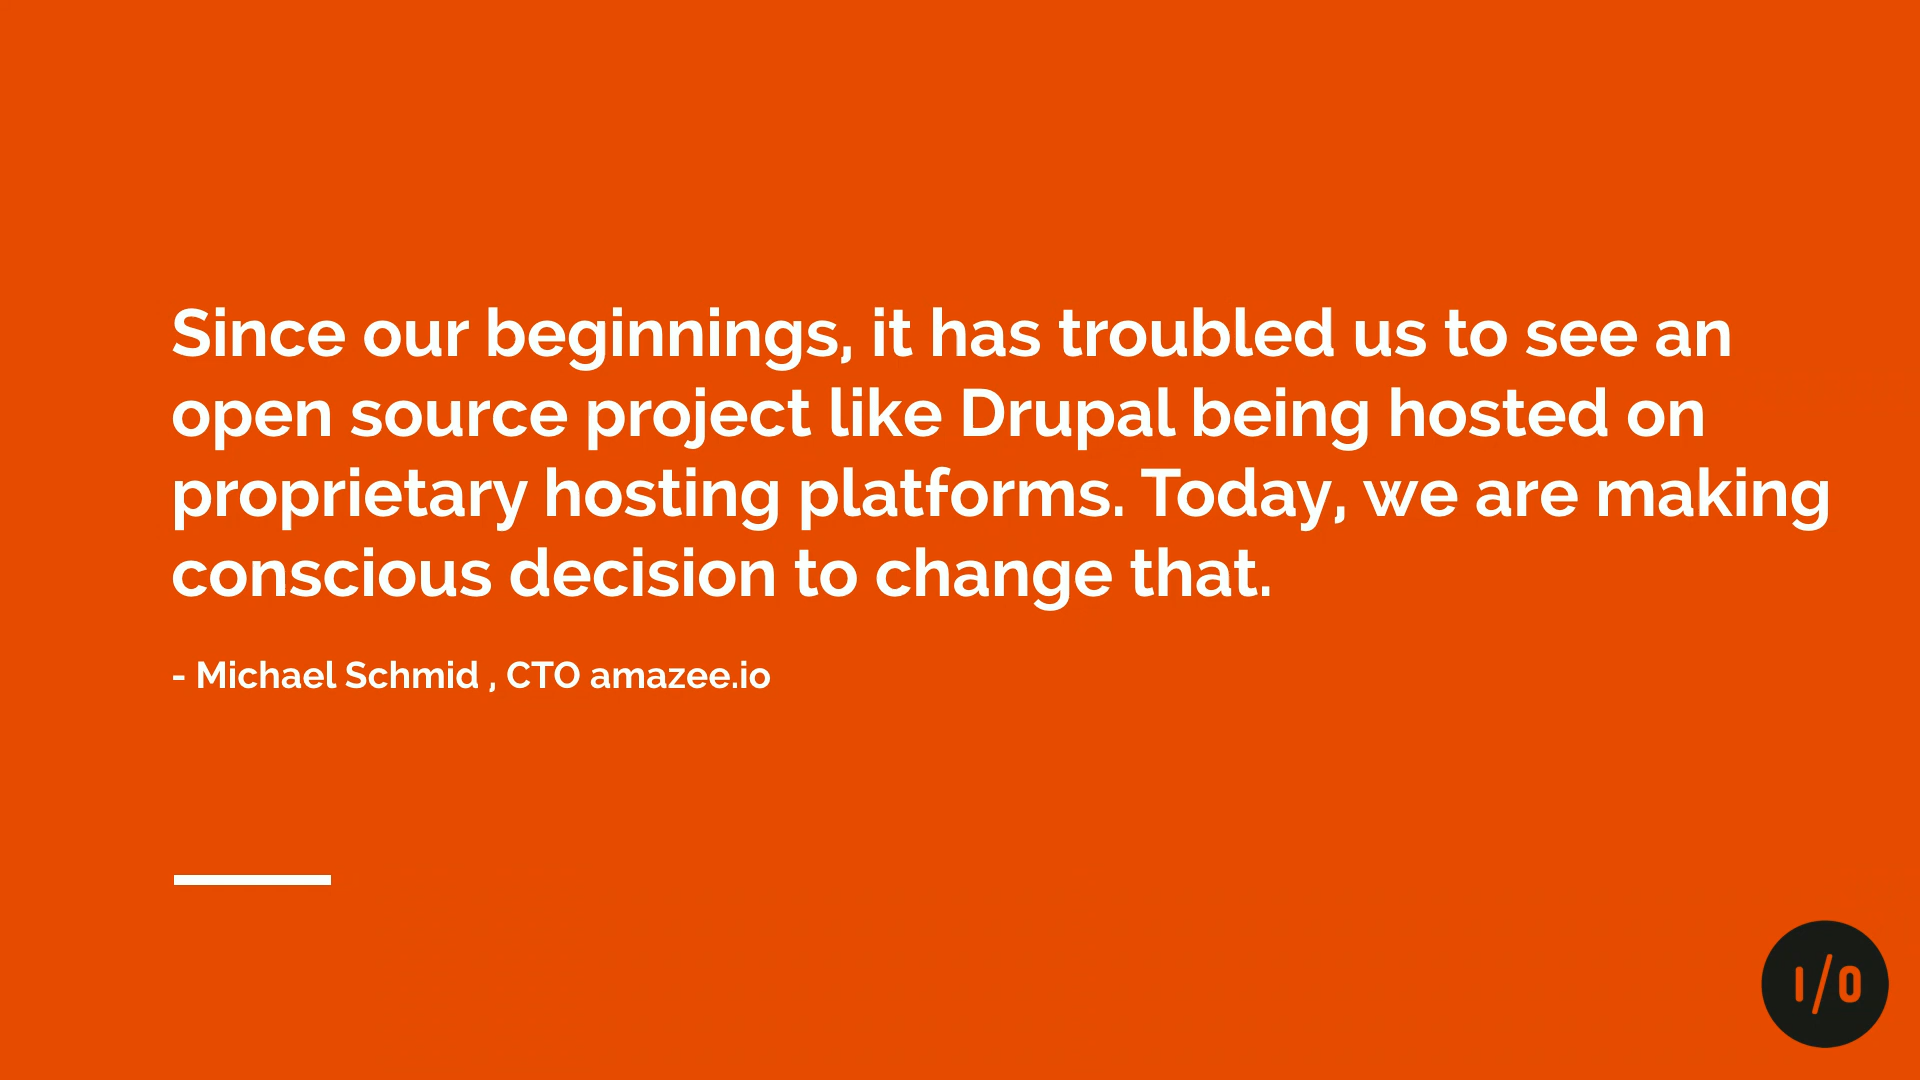 Since our beginnings, it has troubled us to see an
open source project like Drupal being hosted on
proprietary hosting platforms. Today, we are making
conscious decision to change that.
- Michael Schmid , CTO amazee.io
I/O